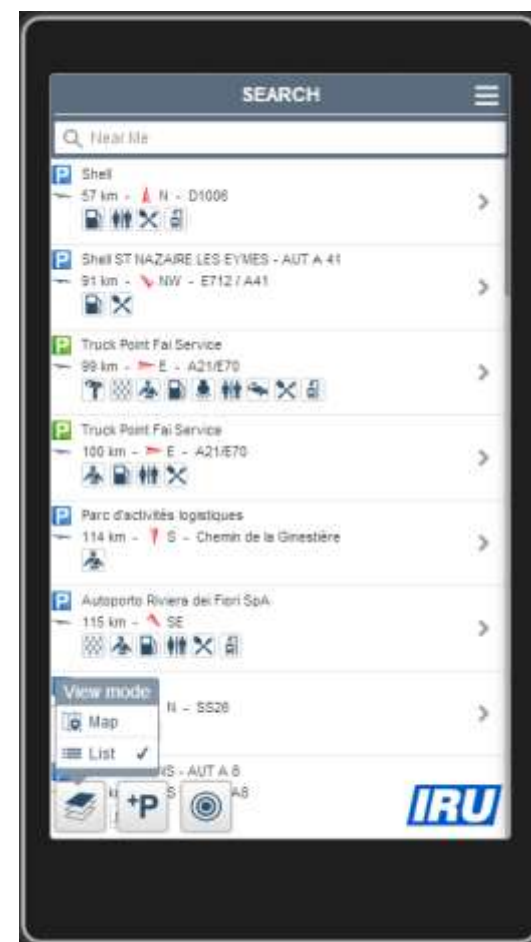 SEARCH
Near Me
P Shell
57 km - N - D1006
P Shell ST NAZAIRE LES EYMES - AUT A 41
91 km - NW - E712 / A41
P Truck Point Fai Service
99 km - E - A21/E70
P Truck Point Fai Service
100 km - E - A21/E70
P Parc d'activités logistiques
114 km - S - Chemin de la Ginestière
P Autoporto Riviera dei Fiori SpA
115 km - SE
View mode
N - SS26
Map
List
- AUT A 8
S
A8
+P
IRU